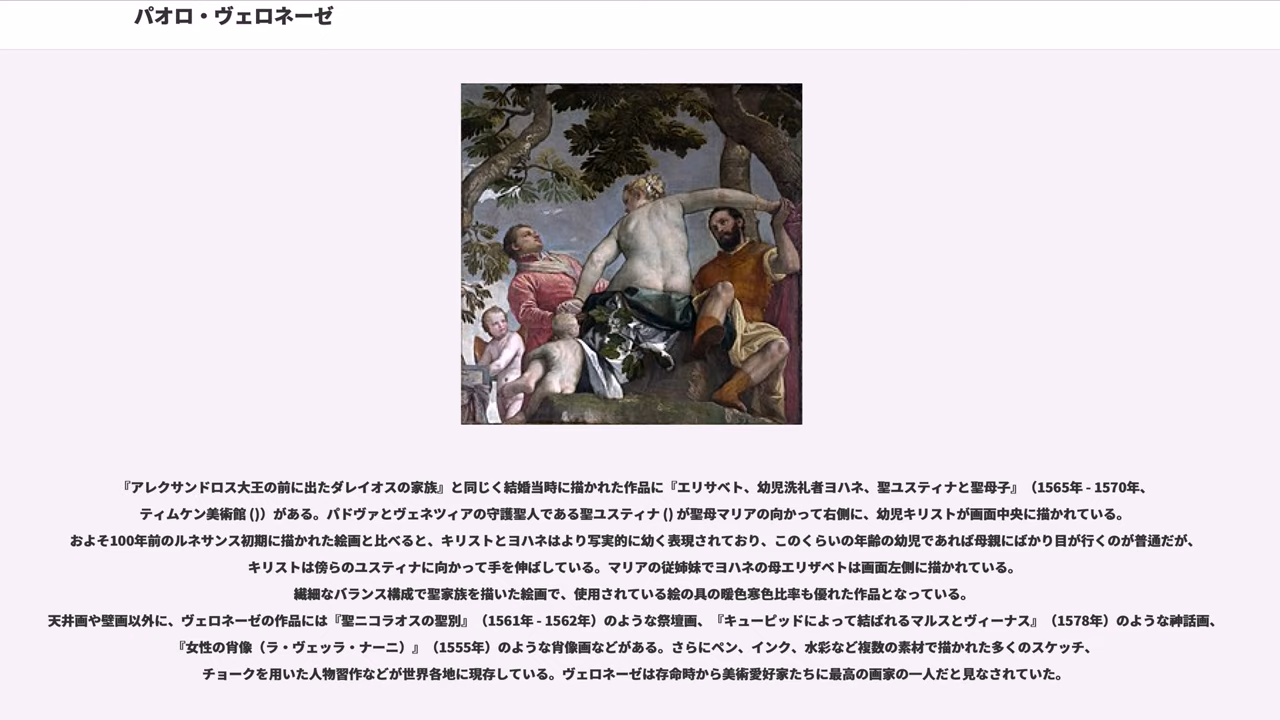 パオロ・ヴェロネーゼ
『アレクサンドロス大王の前に出たダレイオスの家族』と同じく結婚当時に描かれた作品に『エリサベト、幼児洗礼者ヨハネ、聖ユスティナと聖母子』（1565年 - 1570年、
ティムケン美術館 ()）がある。パドヴァとヴェネツィアの守護聖人である聖ユスティナ () が聖母マリアの向かって右側に、幼児キリストが画面中央に描かれている。
およそ100年前のルネサンス初期に描かれた絵画と比べると、キリストとヨハネはより写実的に幼く表現されており、このくらいの年齢の幼児であれば母親にばかり目が行くのが普通だが、
キリストは傍らのユスティナに向かって手を伸ばしている。マリアの従姉妹でヨハネの母エリザベトは画面左側に描かれている。
繊細なバランス構成で聖家族を描いた絵画で、使用されている絵の具の暖色寒色比率も優れた作品となっている。
天井画や壁画以外に、ヴェロネーゼの作品には『聖ニコラオスの聖別』（1561年 - 1562年）のような祭壇画、『キューピッドによって結ばれるマルスとヴィーナス』（1578年）のような神話画、
『女性の肖像（ラ・ヴェッラ・ナーニ）』（1555年）のような肖像画などがある。さらにペン、インク、水彩など複数の素材で描かれた多くのスケッチ、
チョークを用いた人物習作などが世界各地に現存している。ヴェロネーゼは存命時から美術愛好家たちに最高の画家の一人だと見なされていた。